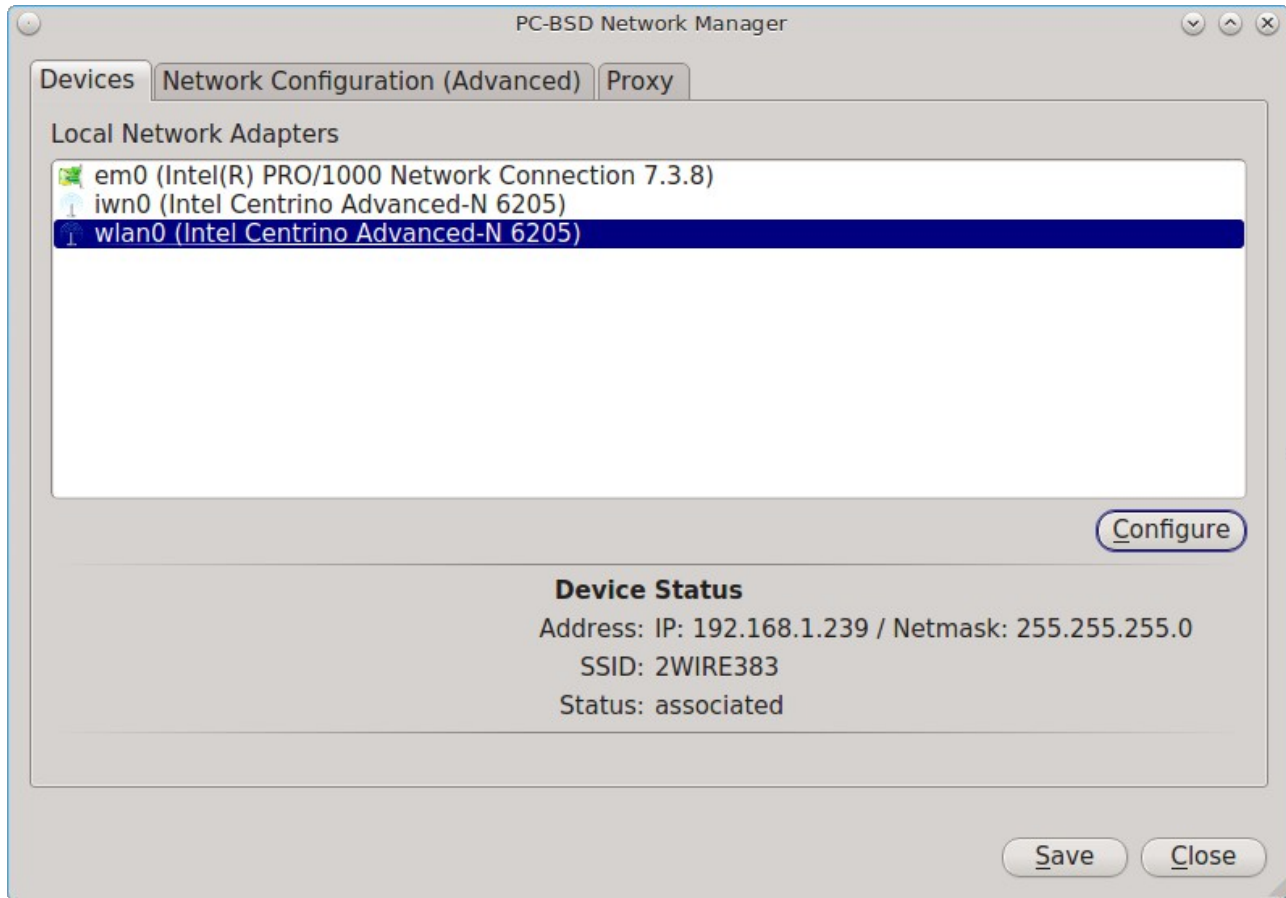 PC-BSD Network Manager
Devices Network Configuration (Advanced) Proxy
Local Network Adapters
em0 (Intel(R) PRO/1000 Network Connection 7.3.8)
iwn0 (Intel Centrino Advanced-N 6205)
wlan0 (Intel Centrino Advanced-N 6205)
Configure
Device Status
Address: IP: 192.168.1.239 / Netmask: 255.255.255.0
SSID: 2WIRE383
Status: associated
Save Close